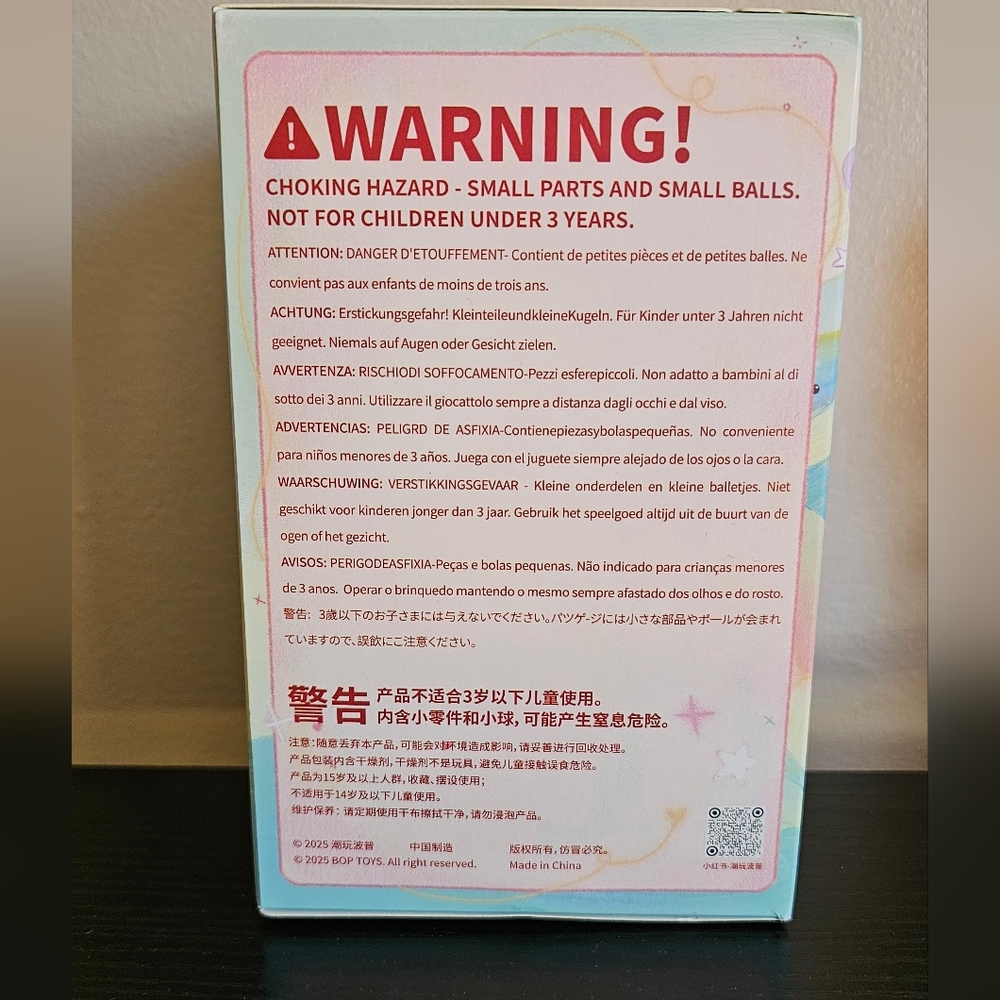 WARNING!
CHOKING HAZARD - SMALL PARTS AND SMALL BALLS.
NOT FOR CHILDREN UNDER 3 YEARS.
ATTENTION: DANGER D'ETOUFFEMENT- Contient de petites pièces et de petites balles. Ne
convient pas aux enfants de moins de trois ans.
ACHTUNG: Erstickungsgefahr! KleinteileundkleineKugeln. Für Kinder unter 3 Jahren nicht
geeignet. Niemals auf Augen oder Gesicht zielen.
AVVERTENZA: RISCHIODI SOFFOCAMENTO-Pezzi esferepiccoli. Non adatto a bambini al di
sotto dei 3 anni. Utilizzare il giocattolo sempre a distanza dagli occhi e dal viso.
ADVERTENCIAS: PELIGRD DE ASFIXIA-Contienepiezasybolaspequeñas. No conveniente
para niños menores de 3 años. Juega con el juguete siempre alejado de los ojos o la cara.
WAARSCHUWING: VERSTIKKINGSGEVAAR - Kleine onderdelen en kleine balletjes. Niet
geschikt voor kinderen jonger dan 3 jaar. Gebruik het speelgoed altijd uit de buurt van de
ogen of het gezicht.
AVISOS: PERIGODEASFIXIA-Peças e bolas pequenas. Não indicado para crianças menores
de 3 anos. Operar o brinquedo mantendo o mesmo sempre afastado dos olhos e do rosto.
警告: 3歳以下のお子さまには与えないでください。パツゲ-ジには小さな部品やボールが会まれ
ていますので、誤飲にご注意ください。
警告 产品不适合3岁以下儿童使用。
内含小零件和小球, 可能产生窒息危险。
注意: 随意丢弃本产品, 可能会对环境造成影响, 请妥善进行回收处理。
产品包装内含干燥剂, 干燥剂不是玩具, 避免儿童接触误食危险。
产品为15岁及以上人群, 收藏、摆设使用;
不适用于14岁及以下儿童使用。
维护保养: 请定期使用干布擦拭干净, 请勿浸泡产品。
© 2025 潮玩波普 中国制造 版权所有, 仿冒必究。
© 2025 BOP TOYS. All right reserved. Made in China
小紅书·潮玩波普